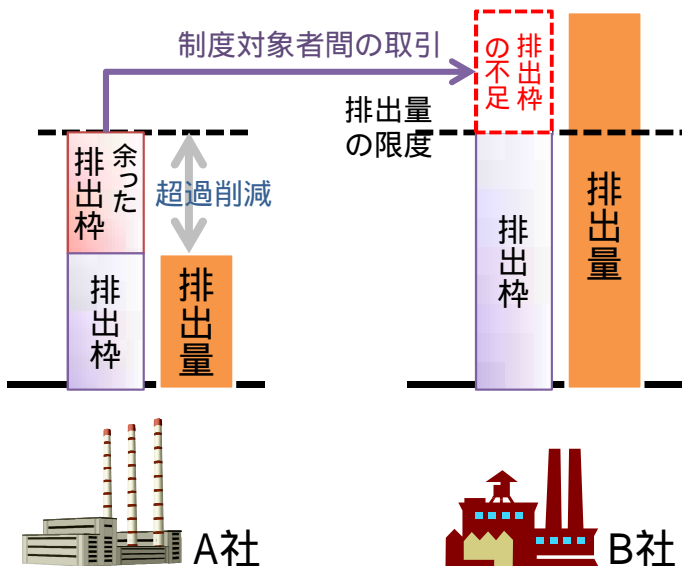 制度対象者間の取引
排出枠
の不足
排出量
の限度
余った
排出枠
超過削減
排出枠
排出量
排出枠
排出量
A社
B社